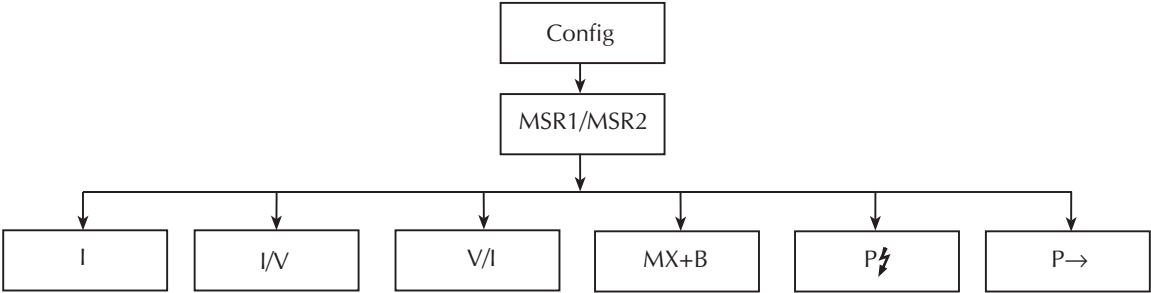 Config
MSR1/MSR2
I
I/V
V/I
MX+B
P⚡
P→